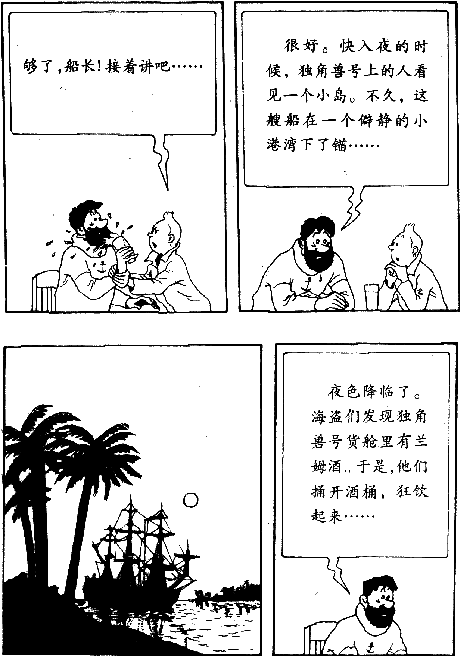 够了,船长!接着讲吧……
很好。快入夜的时
候,独角兽号上的人看
见一个小岛。不久,这
艘船在一个僻静的小
港湾下了锚……
夜色降临了。
海盗们发现独角
兽号货舱里有兰
姆酒..于是,他们
捅开酒桶,狂饮
起来……